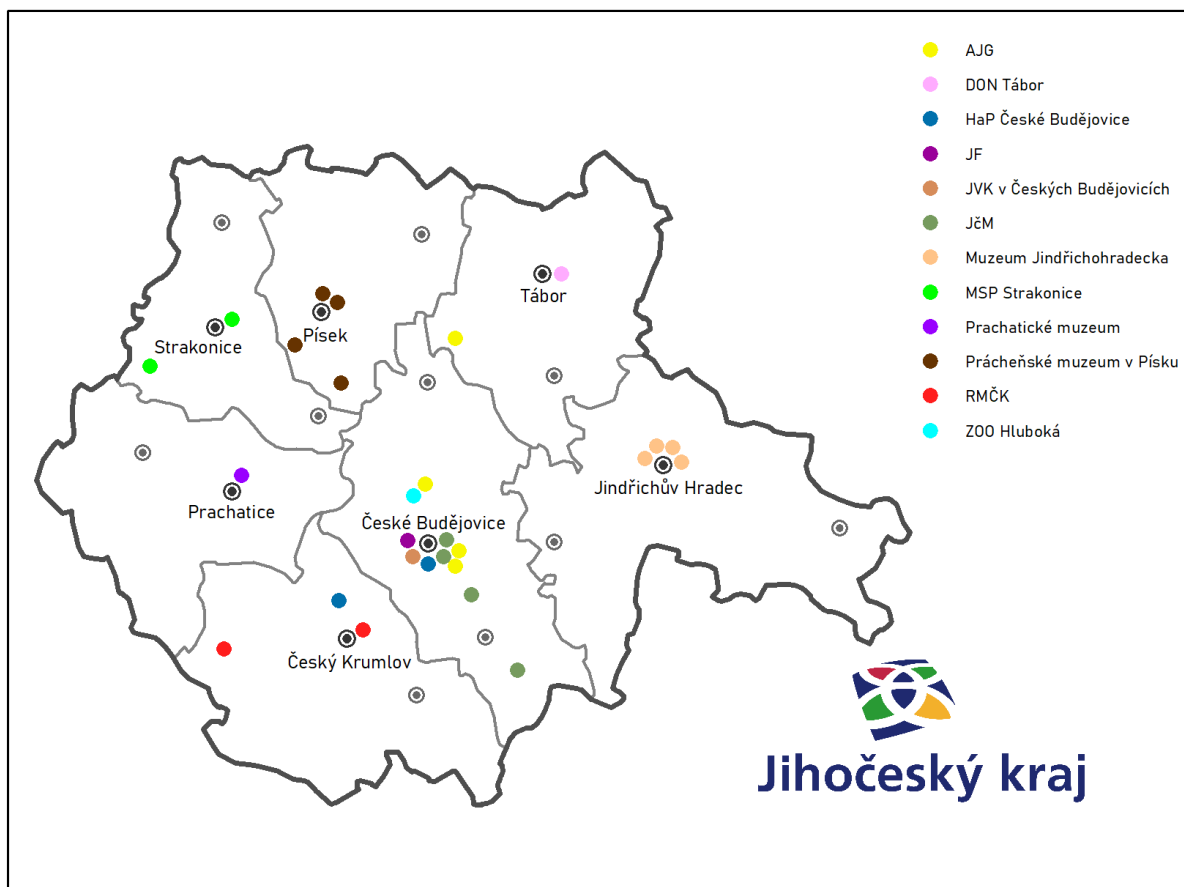 AJG
DON Tábor
HaP České Budějovice
JF
JVK v Českých Budějovicích
JčM
Muzeum Jindřichohradecka
MSP Strakonice
Prachatické muzeum
Prácheňské muzeum v Písku
RMČK
ZOO Hluboká
Tábor
Písek
Strakonice
Jindřichův Hradec
Prachatice
České Budějovice
Český Krumlov
Jihočeský kraj